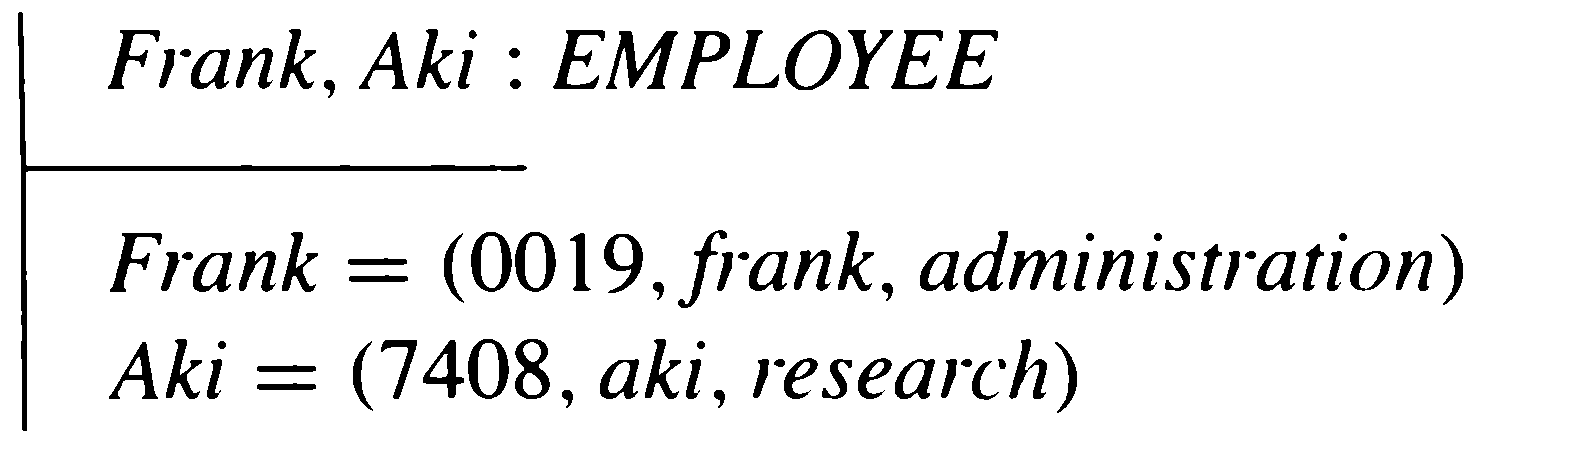 Frank, Aki : EMPLOYEE
Frank = (0019, frank, administration)
Aki = (7408, aki, research)